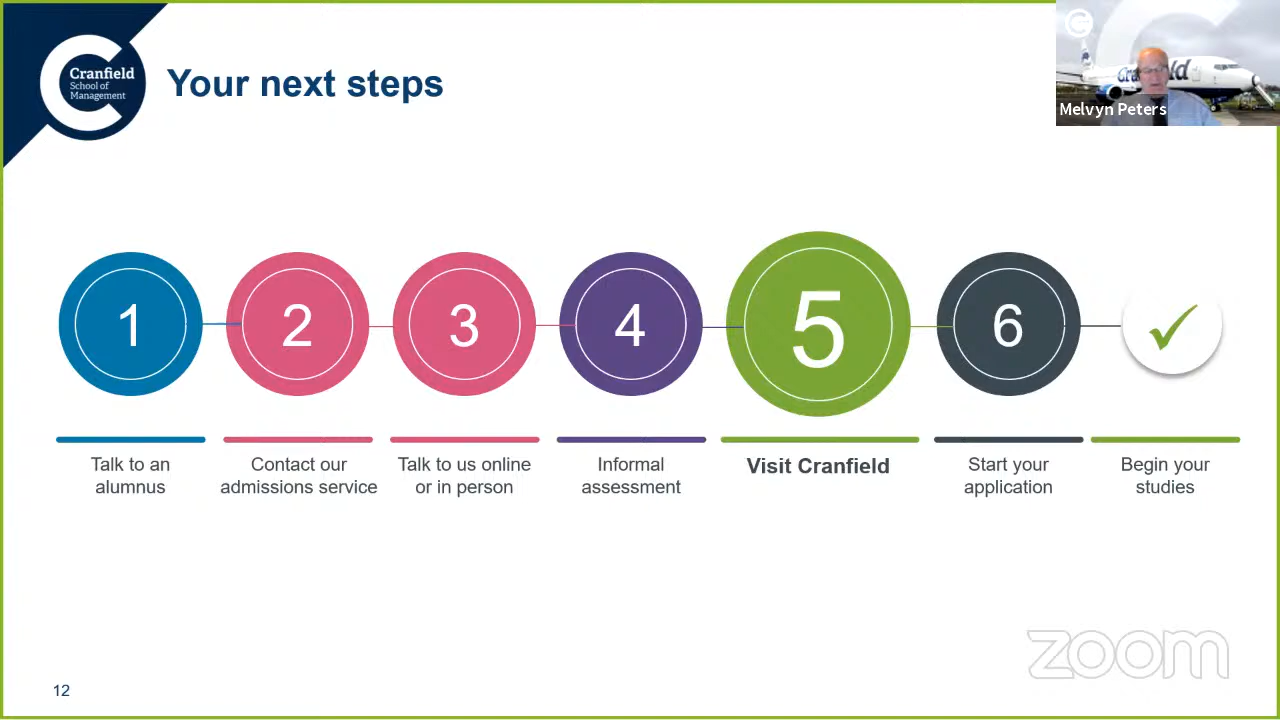 Cranfield
School of
Management
Your next steps
Cranfield
Melvyn Peters
1
2
3
4
5
6
Talk to an
alumnus
Contact our
admissions service
Talk to us online
or in person
Informal
assessment
Visit Cranfield
Start your
application
Begin your
studies
zoom
12